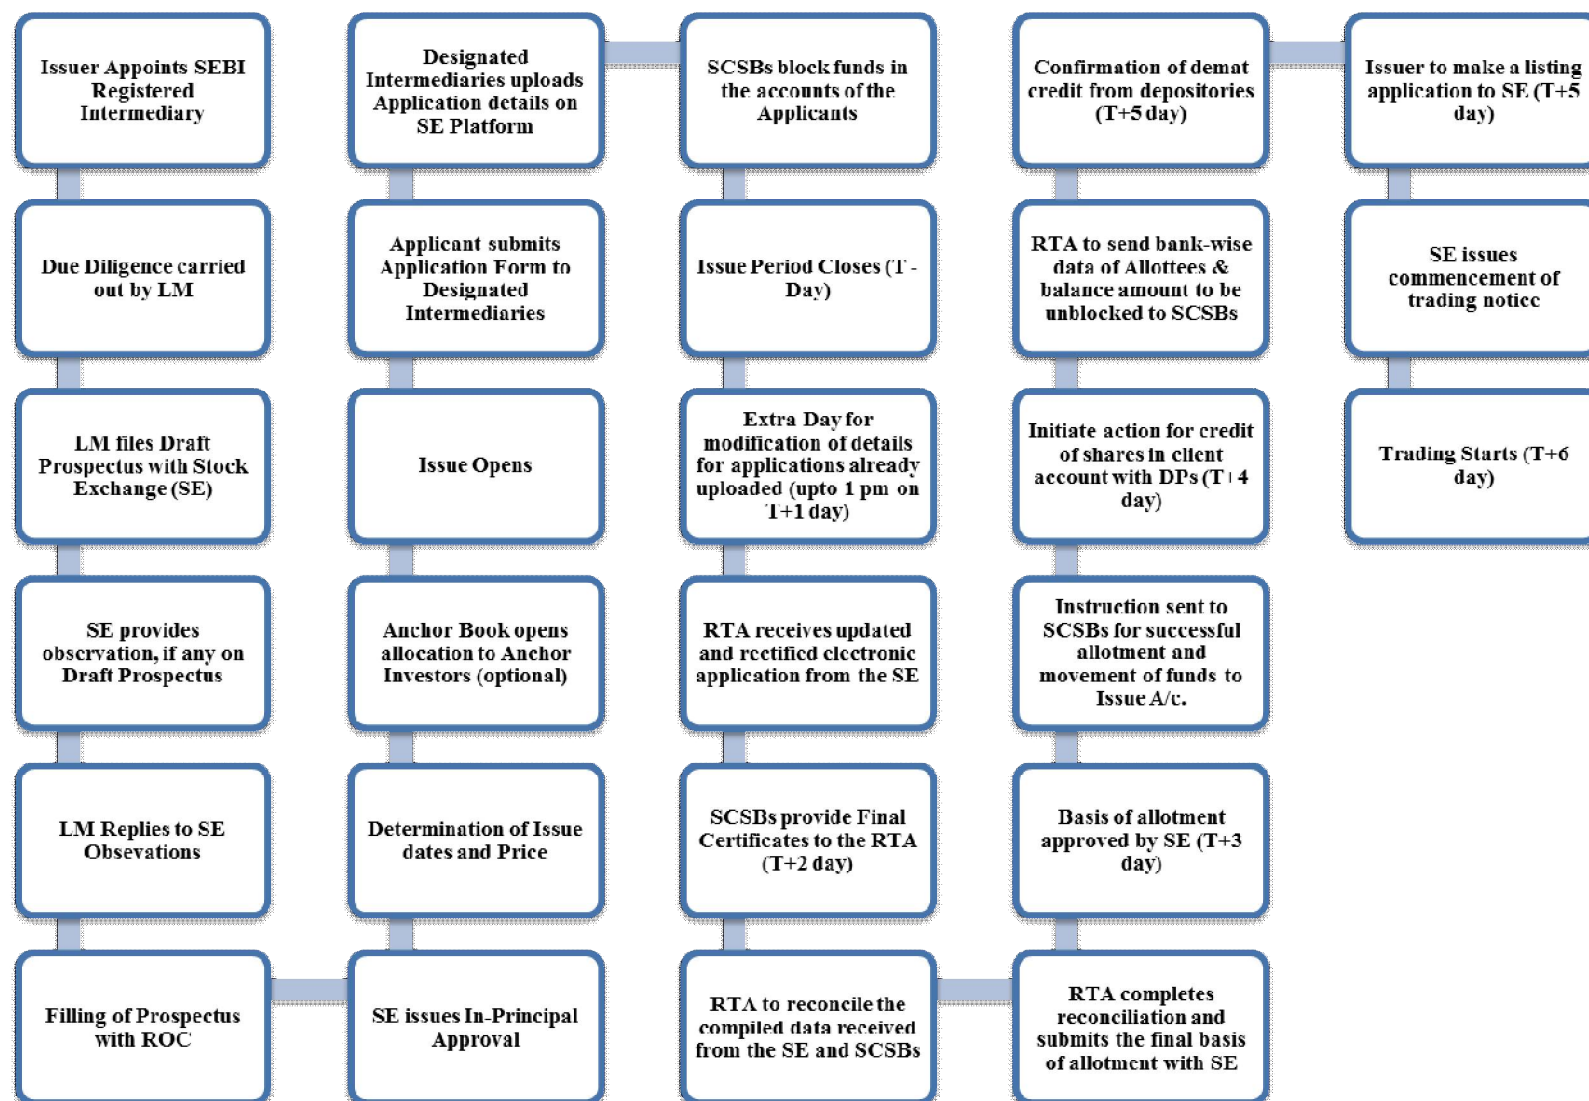 Issuer Appoints SEBI
Registered
Intermediary
Due Diligence carried
out by LM
LM files Draft
Prospectus with Stock
Exchange (SE)
SE provides
observation, if any on
Draft Prospectus
LM Replies to SE
Obsevations
Filling of Prospectus
with ROC
SE issues In-Principal
Approval
Determination of Issue
dates and Price
Anchor Book opens
allocation to Anchor
Investors (optional)
Issue Opens
Applicant submits
Application Form to
Designated
Intermediaries
Designated
Intermediaries uploads
Application details on
SE Platform
SCSBs block funds in
the accounts of the
Applicants
Issue Period Closes (T-
Day)
Extra Day for
modification of details
for applications already
uploaded (upto 1 pm on
T+1 day)
RTA receives updated
and rectified electronic
application from the SE
SCSBs provide Final
Certificates to the RTA
(T+2 day)
RTA to reconcile the
compiled data received
from the SE and SCSBs
RTA completes
reconciliation and
submits the final basis
of allotment with SE
Basis of allotment
approved by SE (T+3
day)
Instruction sent to
SCSBs for successful
allotment and
movement of funds to
Issue A/c.
Initiate action for credit
of shares in client
account with DPs (T+4
day)
RTA to send bank-wise
data of Allottees &
balance amount to be
unblocked to SCSBs
Confirmation of demat
credit from depositories
(T+5 day)
Issuer to make a listing
application to SE (T+5
day)
SE issues
commencement of
trading notice
Trading Starts (T+6
day)